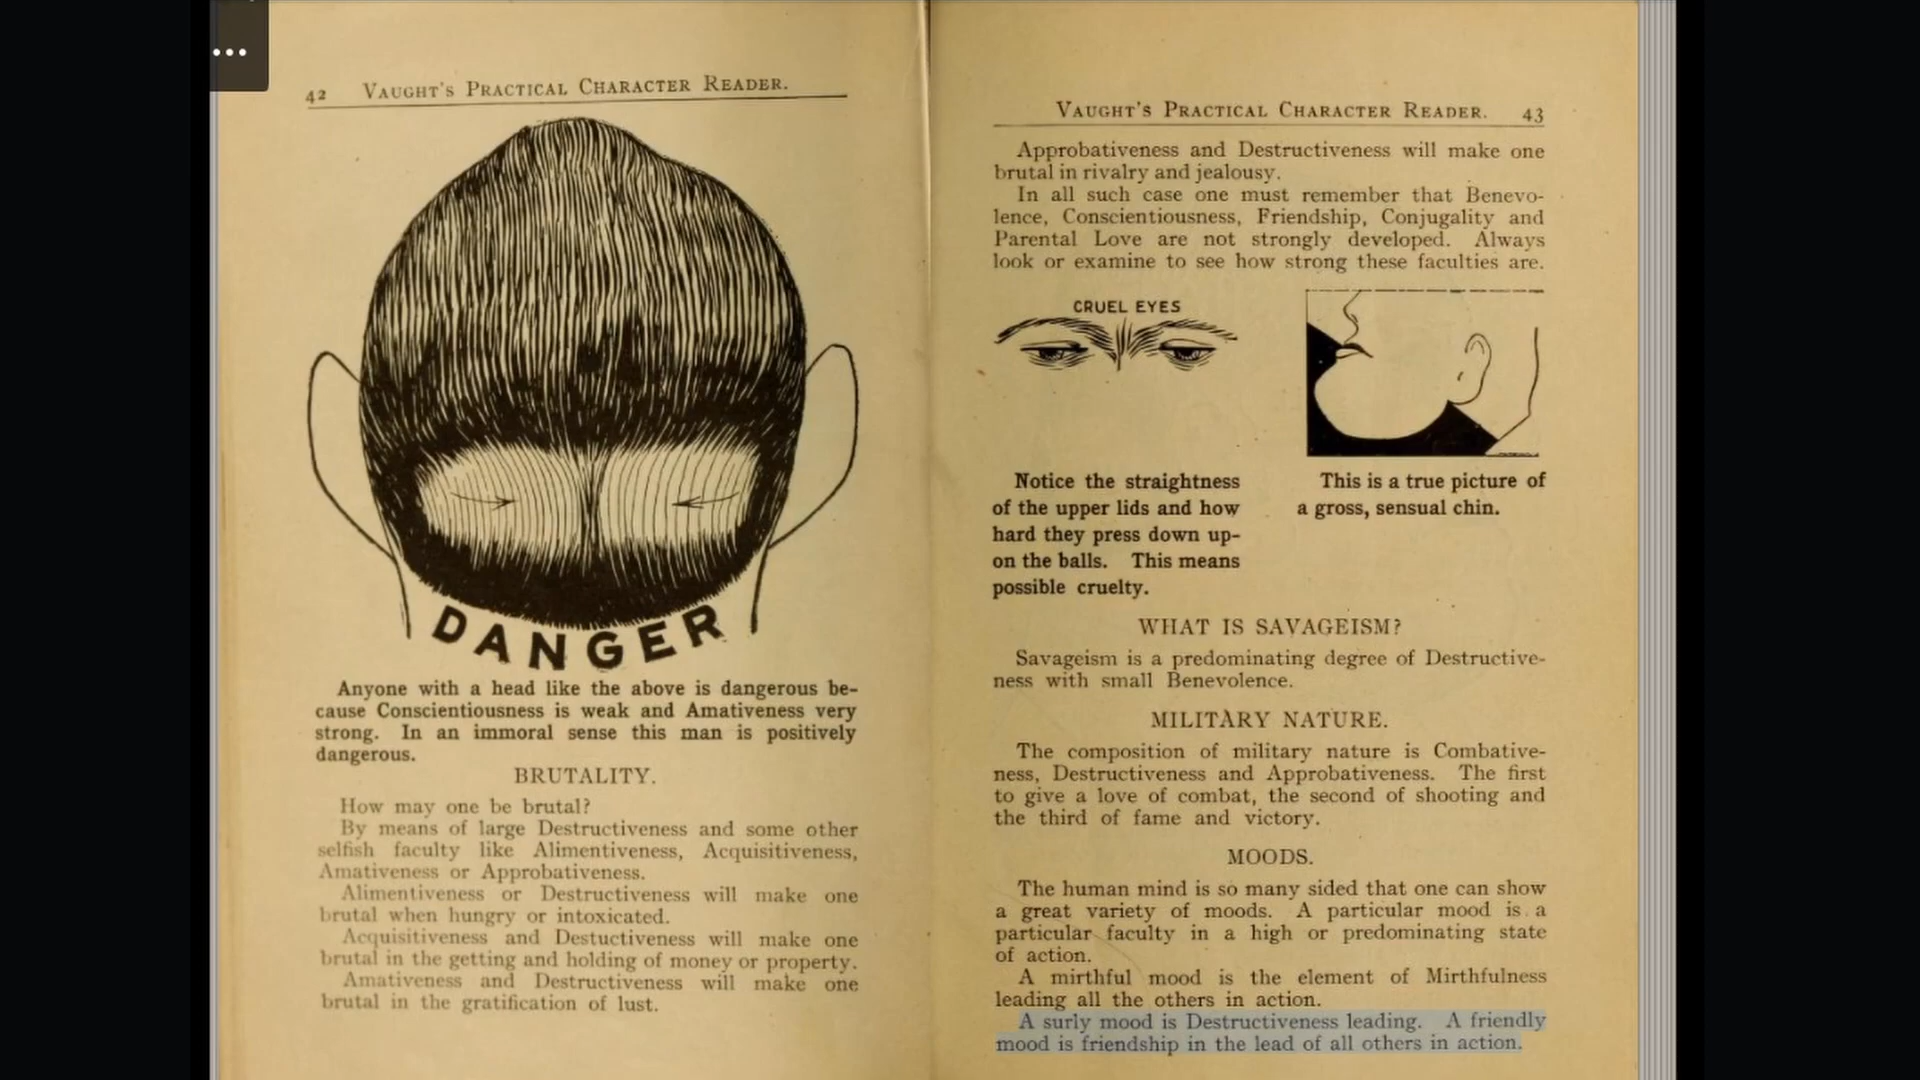 42 VAUGHT'S PRACTICAL CHARACTER READER.
DANGER
Anyone with a head like the above is dangerous be-
cause Conscientiousness is weak and Amativeness very
strong. In an immoral sense this man is positively
dangerous.
BRUTALITY.
How may one be brutal?
By means of large Destructiveness and some other
selfish faculty like Alimentiveness, Acquisitiveness,
Amativeness or Approbativeness.
Alimentiveness or Destructiveness will make one
brutal when hungry or intoxicated.
Acquisitiveness and Destuctiveness will make one
brutal in the getting and holding of money or property.
Amativeness and Destructiveness will make one
brutal in the gratification of lust.
VAUGHT'S PRACTICAL CHARACTER READER. 43
Approbativeness and Destructiveness will make one
brutal in rivalry and jealousy.
In all such case one must remember that Benevo-
lence, Conscientiousness, Friendship, Conjugality and
Parental Love are not strongly developed. Always
look or examine to see how strong these faculties are.
CRUEL EYES
Notice the straightness
of the upper lids and how
hard they press down up-
on the balls. This means
possible cruelty.
This is a true picture of
a gross, sensual chin.
WHAT IS SAVAGEISM?
Savageism is a predominating degree of Destructive-
ness with small Benevolence.
MILITARY NATURE.
The composition of military nature is Combative-
ness, Destructiveness and Approbativeness. The first
to give a love of combat, the second of shooting and
the third of fame and victory.
MOODS.
The human mind is so many sided that one can show
a great variety of moods. A particular mood is a
particular faculty in a high or predominating state
of action.
A mirthful mood is the element of Mirthfulness
leading all the others in action.
A surly mood is Destructiveness leading. A friendly
mood is friendship in the lead of all others in action.